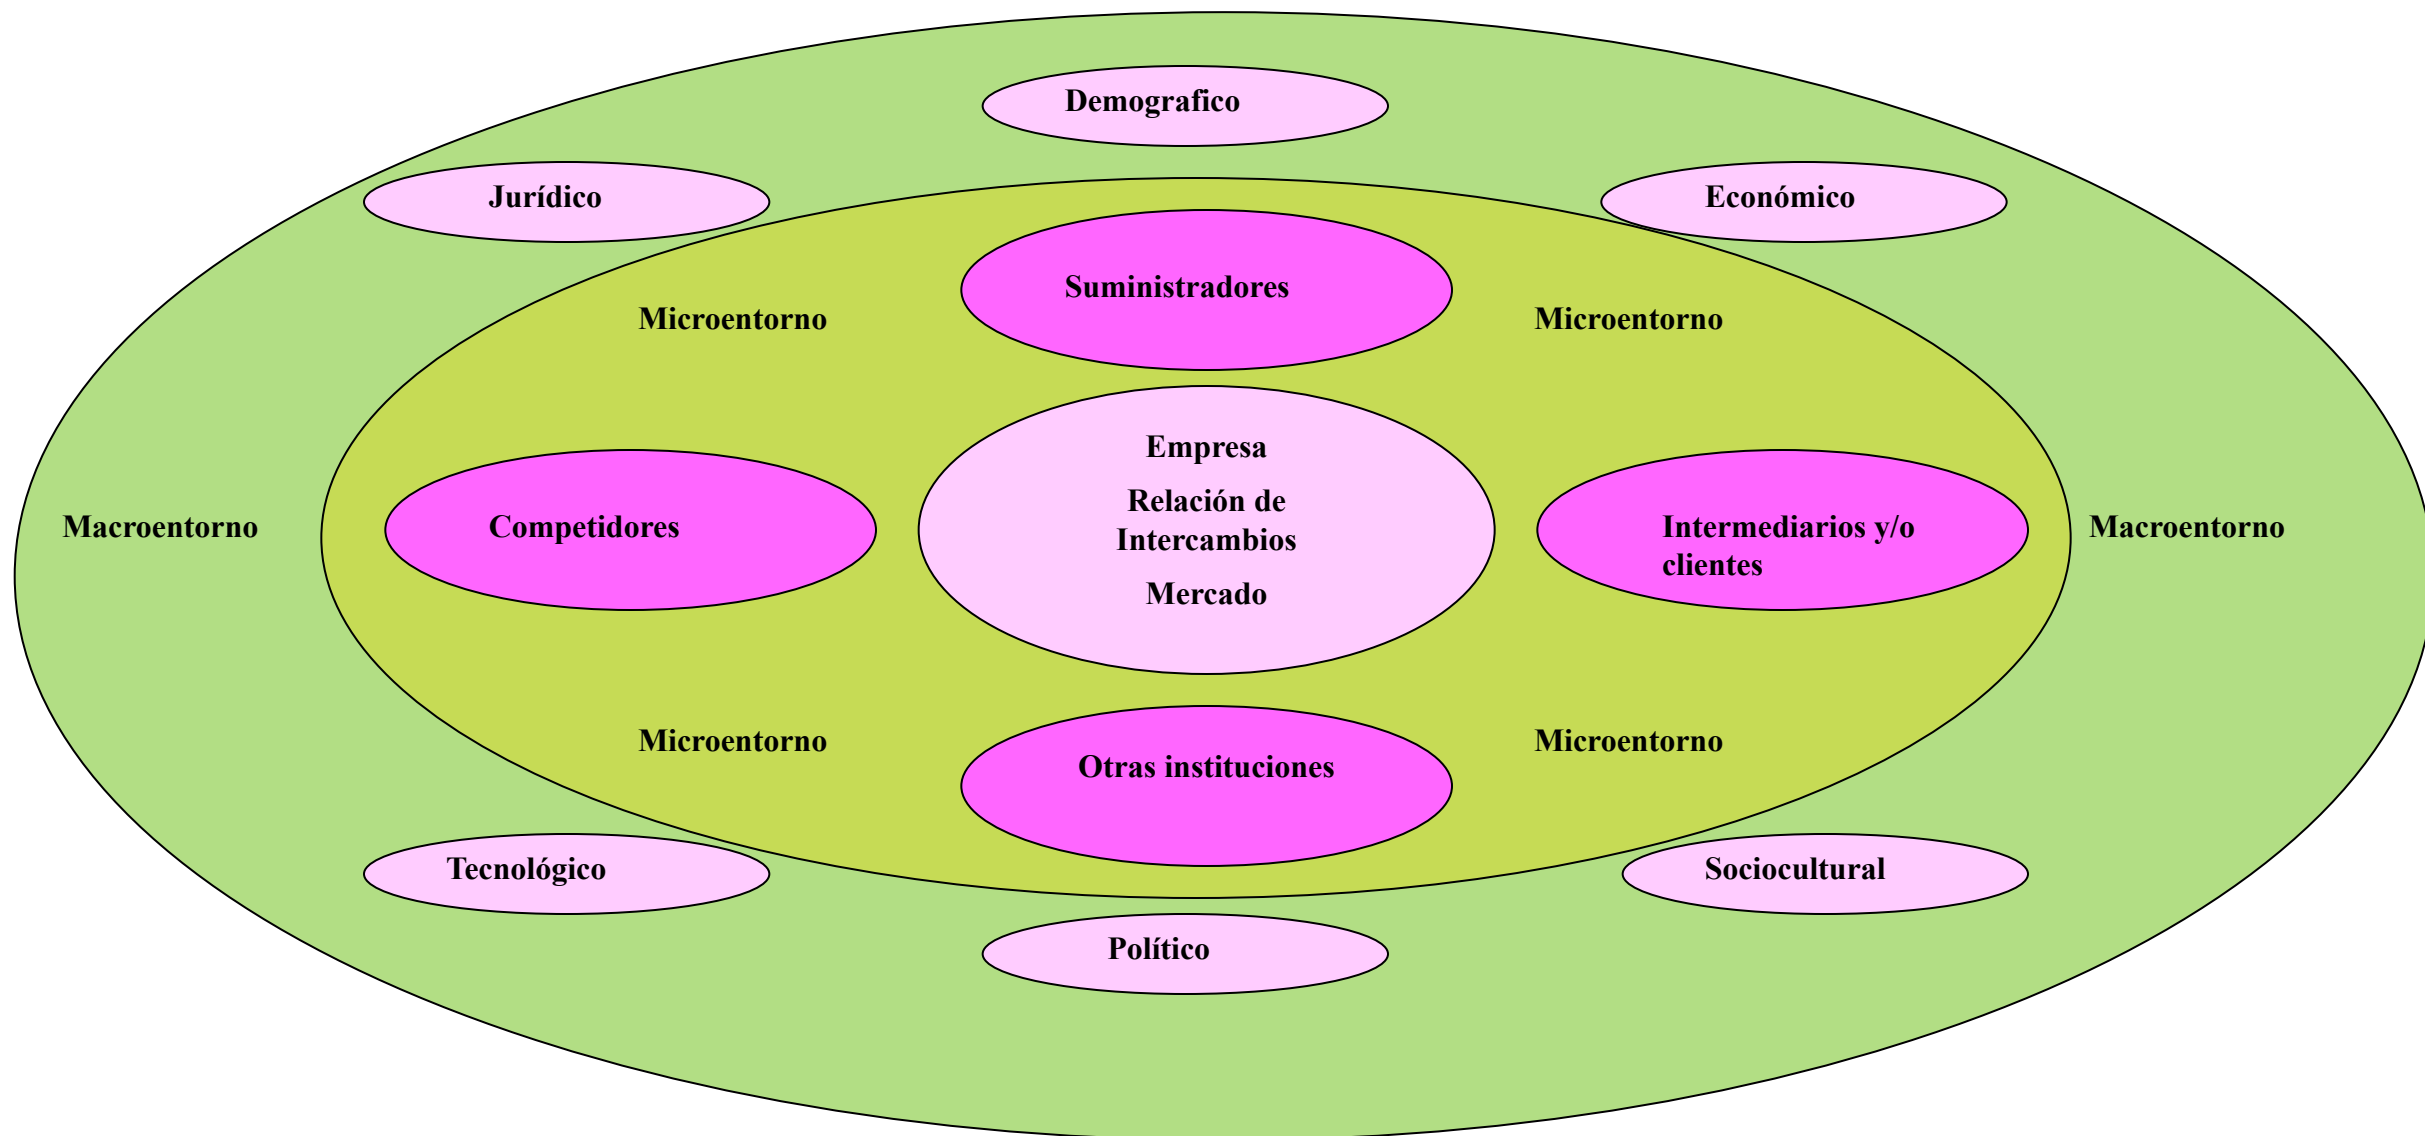 Demografico
Jurídico
Económico
Suministradores
Microentorno
Microentorno
Empresa
Relación de
Intercambios
Mercado
Macroentorno
Competidores
Intermediarios y/o
clientes
Macroentorno
Microentorno
Microentorno
Otras instituciones
Tecnológico
Sociocultural
Político